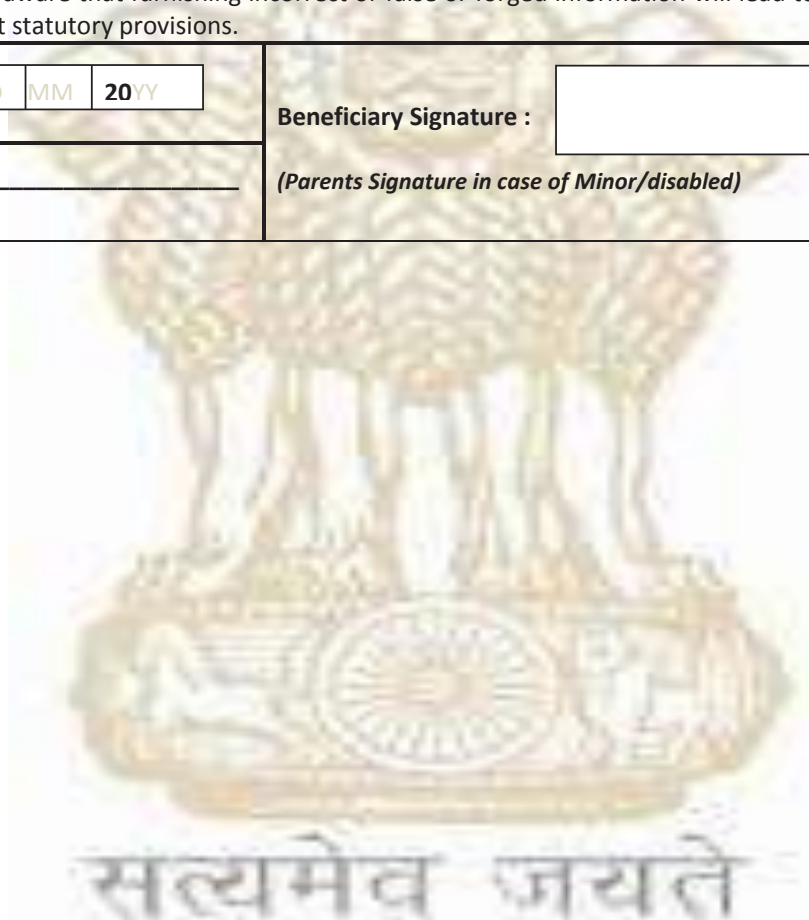 aware that furnishing incorrect or false or forged information will lead to
t statutory provisions.
MM 20YY
Beneficiary Signature :
(Parents Signature in case of Minor/disabled)
सत्यमेव जयते